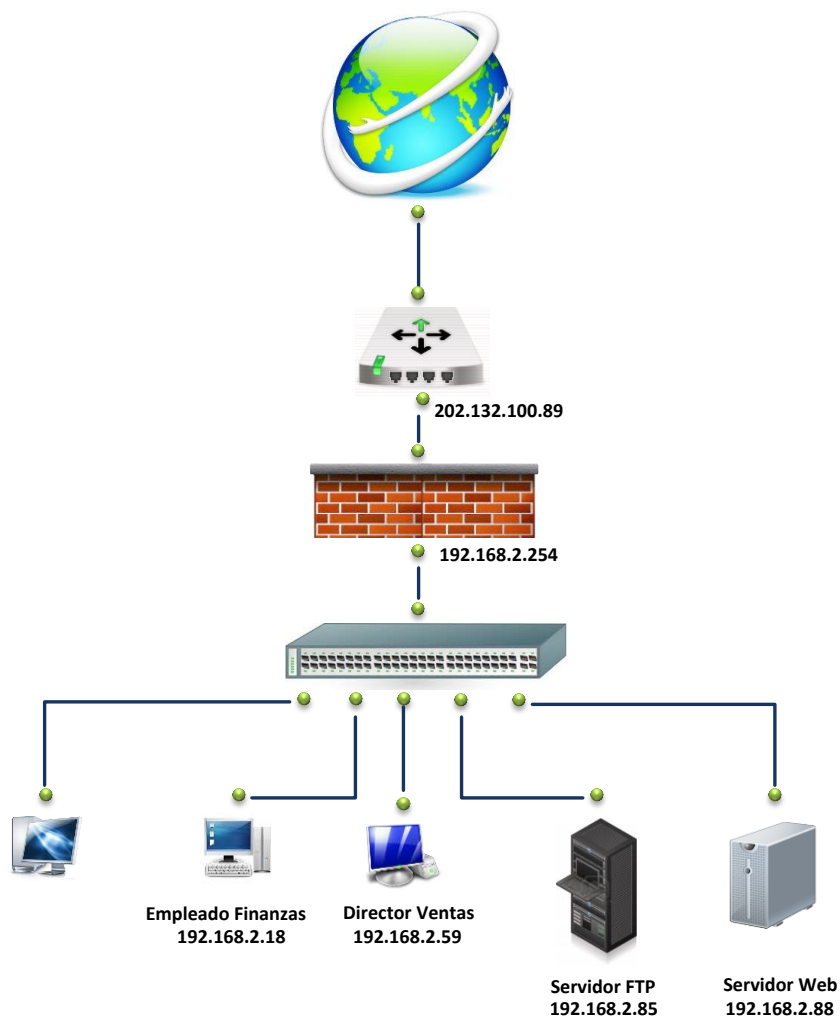 202.132.100.89
192.168.2.254
Empleado Finanzas
192.168.2.18
Director Ventas
192.168.2.59
Servidor FTP
192.168.2.85
Servidor Web
192.168.2.88